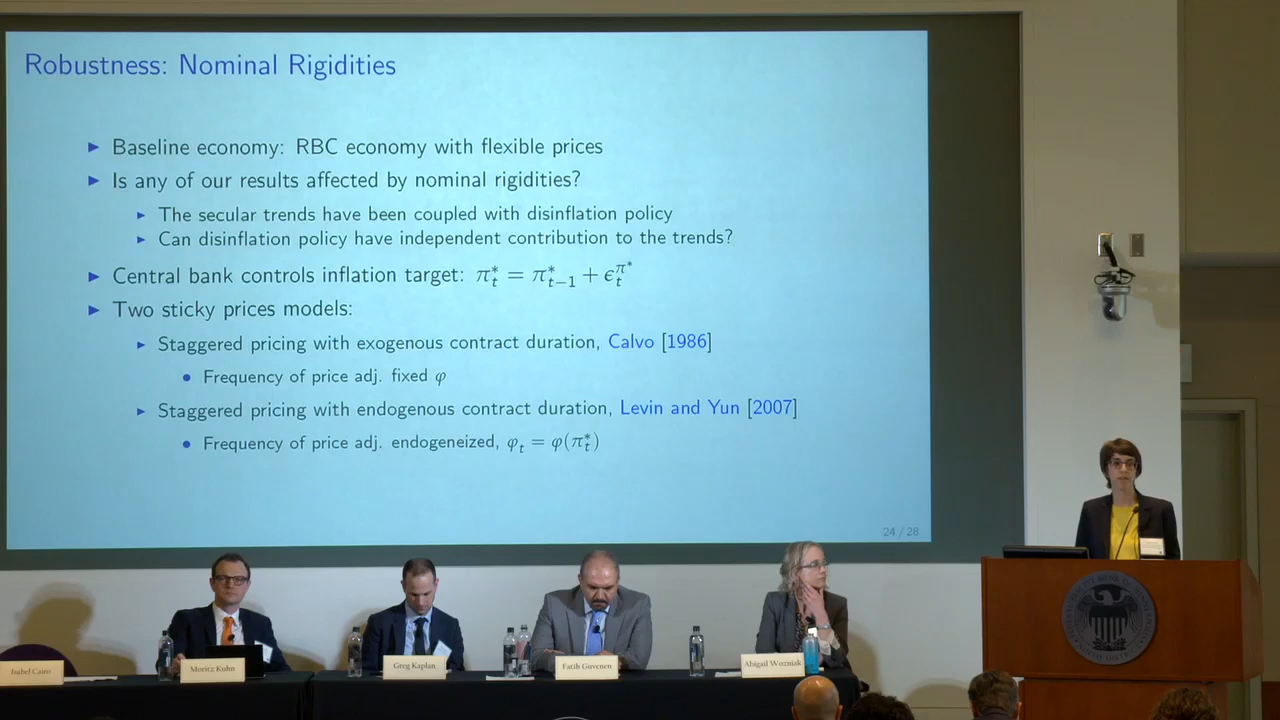 Robustness: Nominal Rigidities
Baseline economy: RBC economy with flexible prices
Is any of our results affected by nominal rigidities?
The secular trends have been coupled with disinflation policy
Can disinflation policy have independent contribution to the trends?
Central bank controls inflation target: π*ₜ = π*ₜ₋₁ + ϵₜ^π*
Two sticky prices models:
Staggered pricing with exogenous contract duration, Calvo [1986]
Frequency of price adj. fixed φ
Staggered pricing with endogenous contract duration, Levin and Yun [2007]
Frequency of price adj. endogeneized, φₜ = φ(π*ₜ)
24 / 28
Isabel Cairo
Moritz Kuhn
Greg Kaplan
Fatih Guvenen
Abigail Wozniak